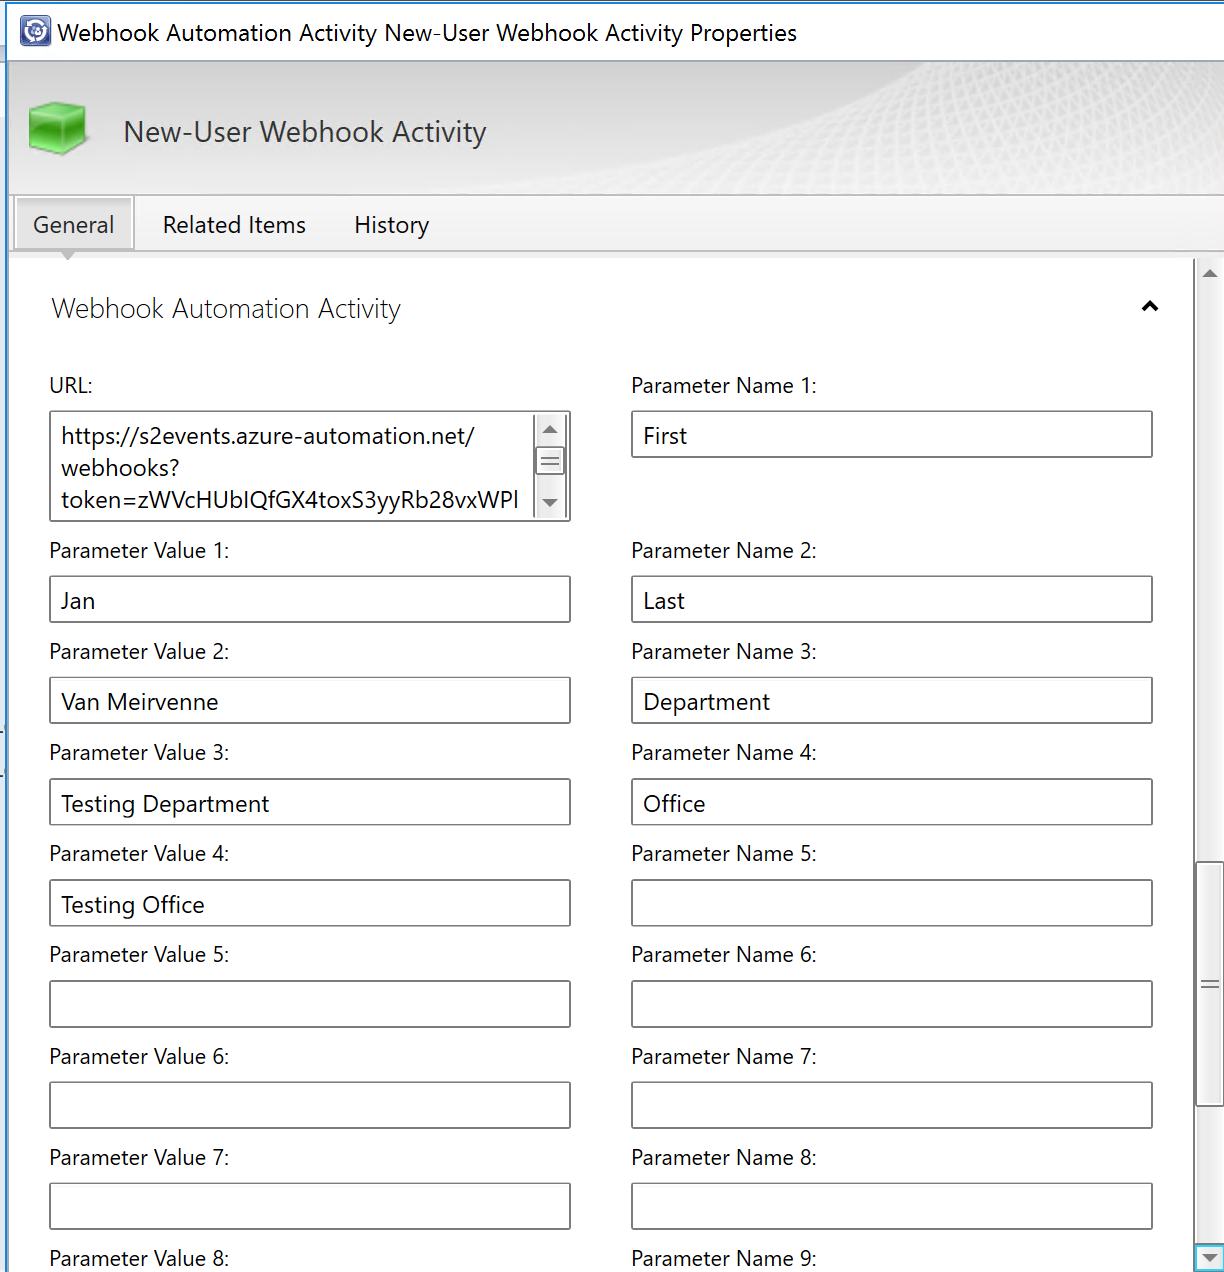 Webhook Automation Activity New-User Webhook Activity Properties
New-User Webhook Activity
General Related Items History
Webhook Automation Activity
URL: Parameter Name 1:
https://s2events.azure-automation.net/ First
webhooks?
token=zWVcHUbIQfGX4toxS3yyRb28vxWPl
Parameter Value 1: Parameter Name 2:
Jan Last
Parameter Value 2: Parameter Name 3:
Van Meirvenne Department
Parameter Value 3: Parameter Name 4:
Testing Department Office
Parameter Value 4: Parameter Name 5:
Testing Office
Parameter Value 5: Parameter Name 6:
Parameter Value 6: Parameter Name 7:
Parameter Value 7: Parameter Name 8:
Parameter Value 8: Parameter Name 9: